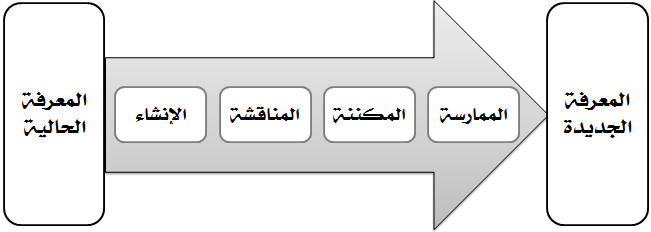 المعرفة
الحالية
الإنشاء
المناقشة
المكننة
الممارسة
المعرفة
الجديدة